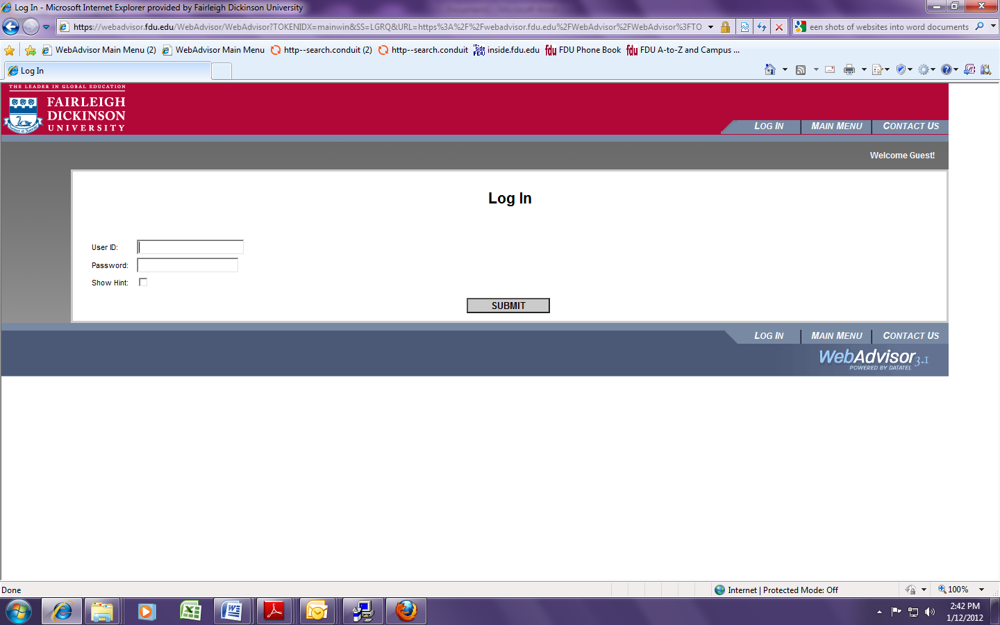 Log In - Microsoft Internet Explorer provided by Fairleigh Dickinson University
https://webadvisor.fdu.edu/WebAdvisor/WebAdvisor?TOKENIDX=mainwin&SS=LGRQ&URL=https%3A%2F%2Fwebadvisor.fdu.edu%2FWebAdvisor%2FWebAdvisor%3FTO
een shots of websites into word documents
WebAdvisor Main Menu (2) WebAdvisor Main Menu http--search.conduit (2) http--search.conduit inside.fdu.edu FDU Phone Book FDU A-to-Z and Campus ...
Log In
THE LEADER IN GLOBAL EDUCATION
FAIRLEIGH
DICKINSON
UNIVERSITY
LOG IN MAIN MENU CONTACT US
Welcome Guest!
Log In
User ID:
Password:
Show Hint:
SUBMIT
LOG IN MAIN MENU CONTACT US
WebAdvisor 3.1
POWERED BY DATATEL
Done
Internet | Protected Mode: Off
100%
2:42 PM
1/12/2012